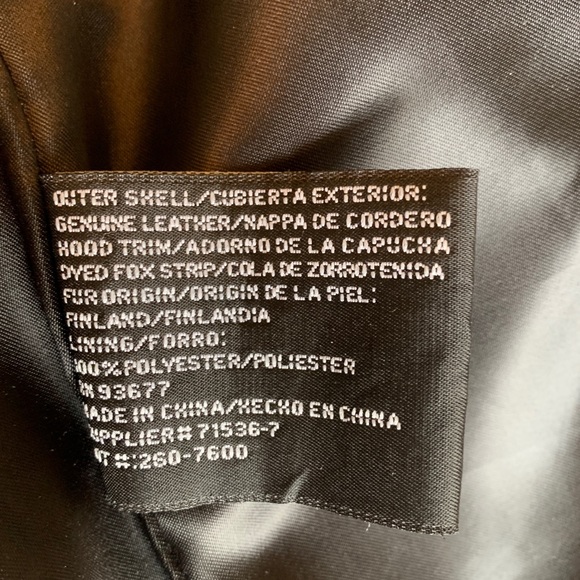 OUTER SHELL/CUBIERTA EXTERIOR:
GENUINE LEATHER/NAPPA DE CORDERO
HOOD TRIM/ADORNO DE LA CAPUCHA
DYED FOX STRIP/COLA DE ZORROTENIDA
FUR ORIGIN/ORIGIN DE LA PIEL:
FINLAND/FINLANDIA
LINING/FORRO:
100%POLYESTER/POLIESTER
RN 93677
MADE IN CHINA/HECHO EN CHINA
SUPPLIER# 71536-7
#:260-7600